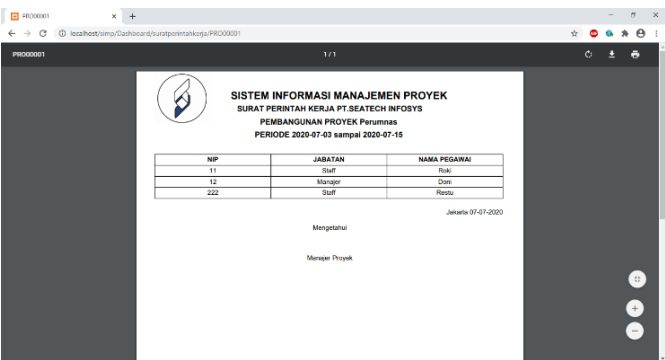 PRO00001
localhost/simp/Dashboard/suratperintahkerja/PRO00001
PRO00001
1 / 1
SISTEM INFORMASI MANAJEMEN PROYEK
SURAT PERINTAH KERJA PT.SEATECH INFOSYS
PEMBANGUNAN PROYEK Perumnas
PERIODE 2020-07-03 sampai 2020-07-15
NIP JABATAN NAMA PEGAWAI
11 Staff Roki
12 Manajer Doni
222 Staff Restu
Jakarta 07-07-2020
Mengetahui
Manajer Proyek